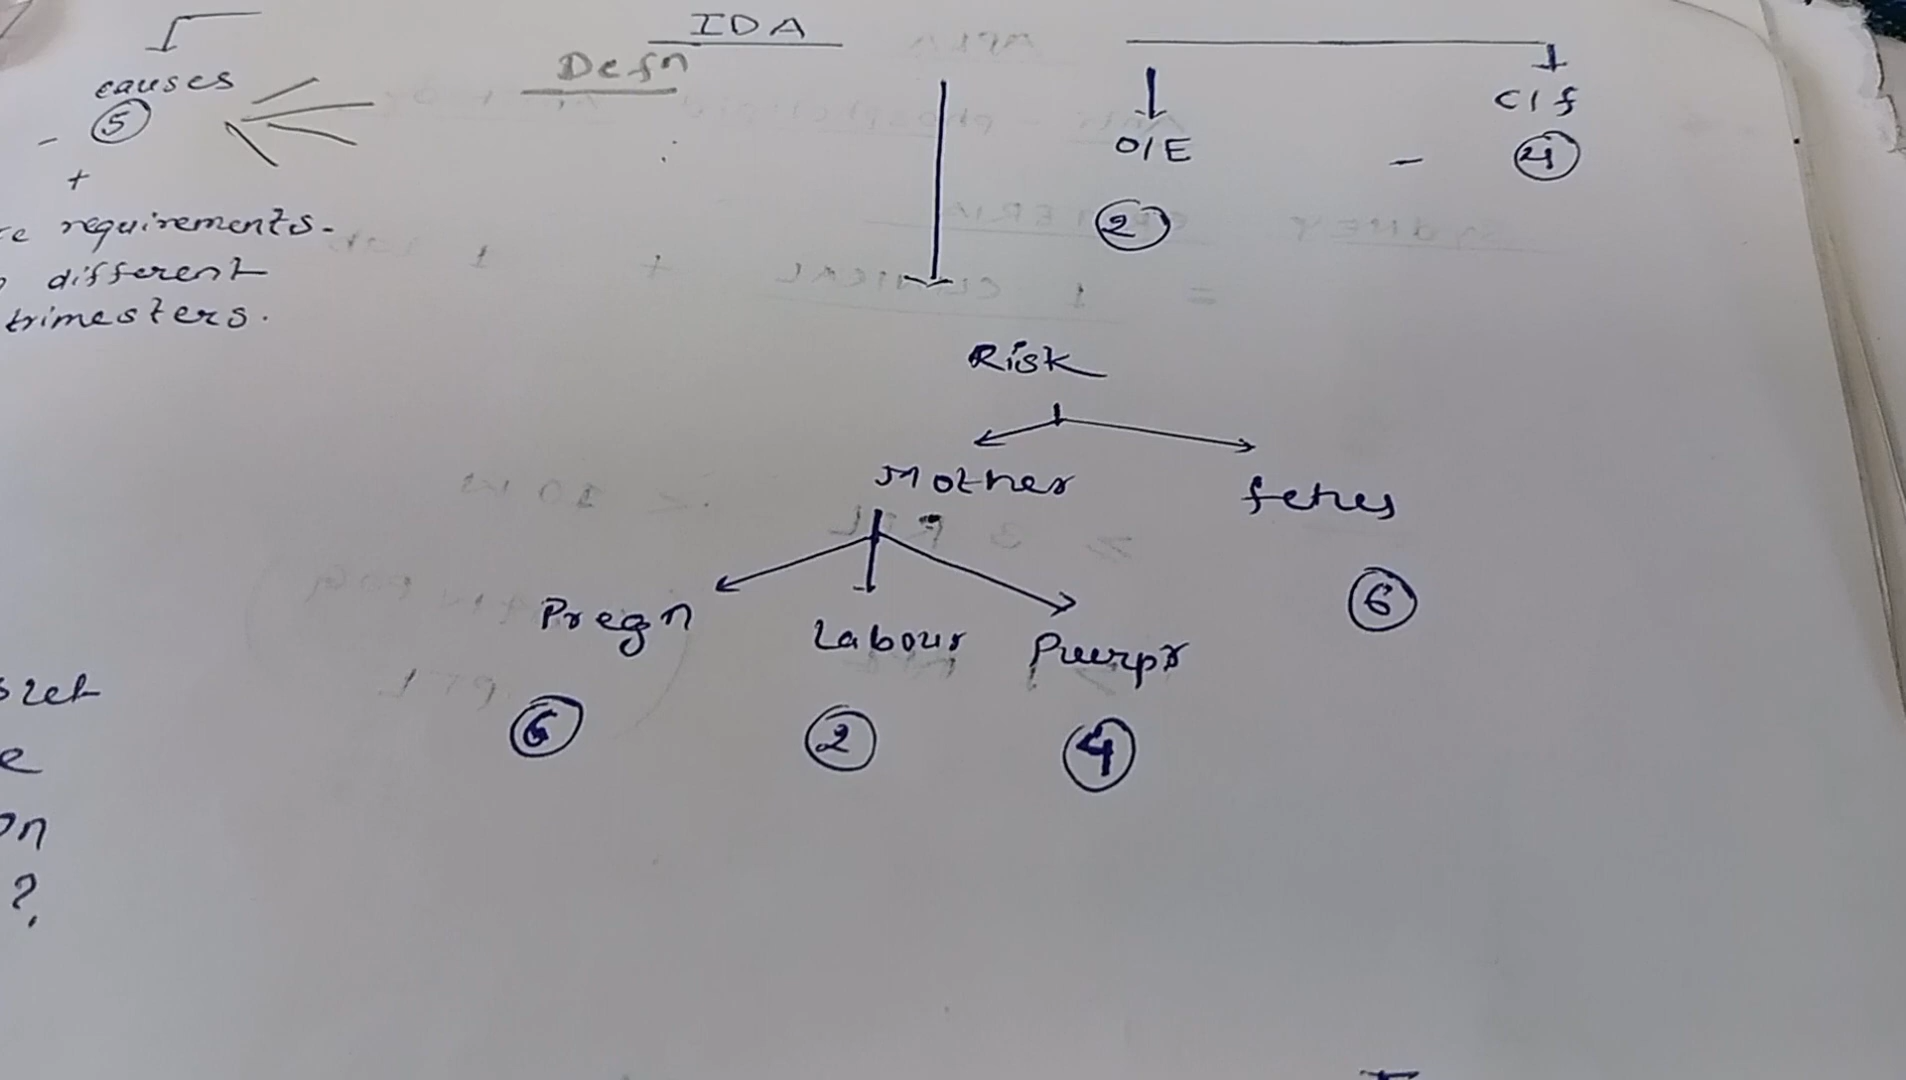 IDA
Defn
causes
5
+
requirements.
different
trimesters.
O/E
2
C/f
4
Risk
Mother
fetus
6
Pregn
Labour
Puerpr
6
2
4
e
on
?